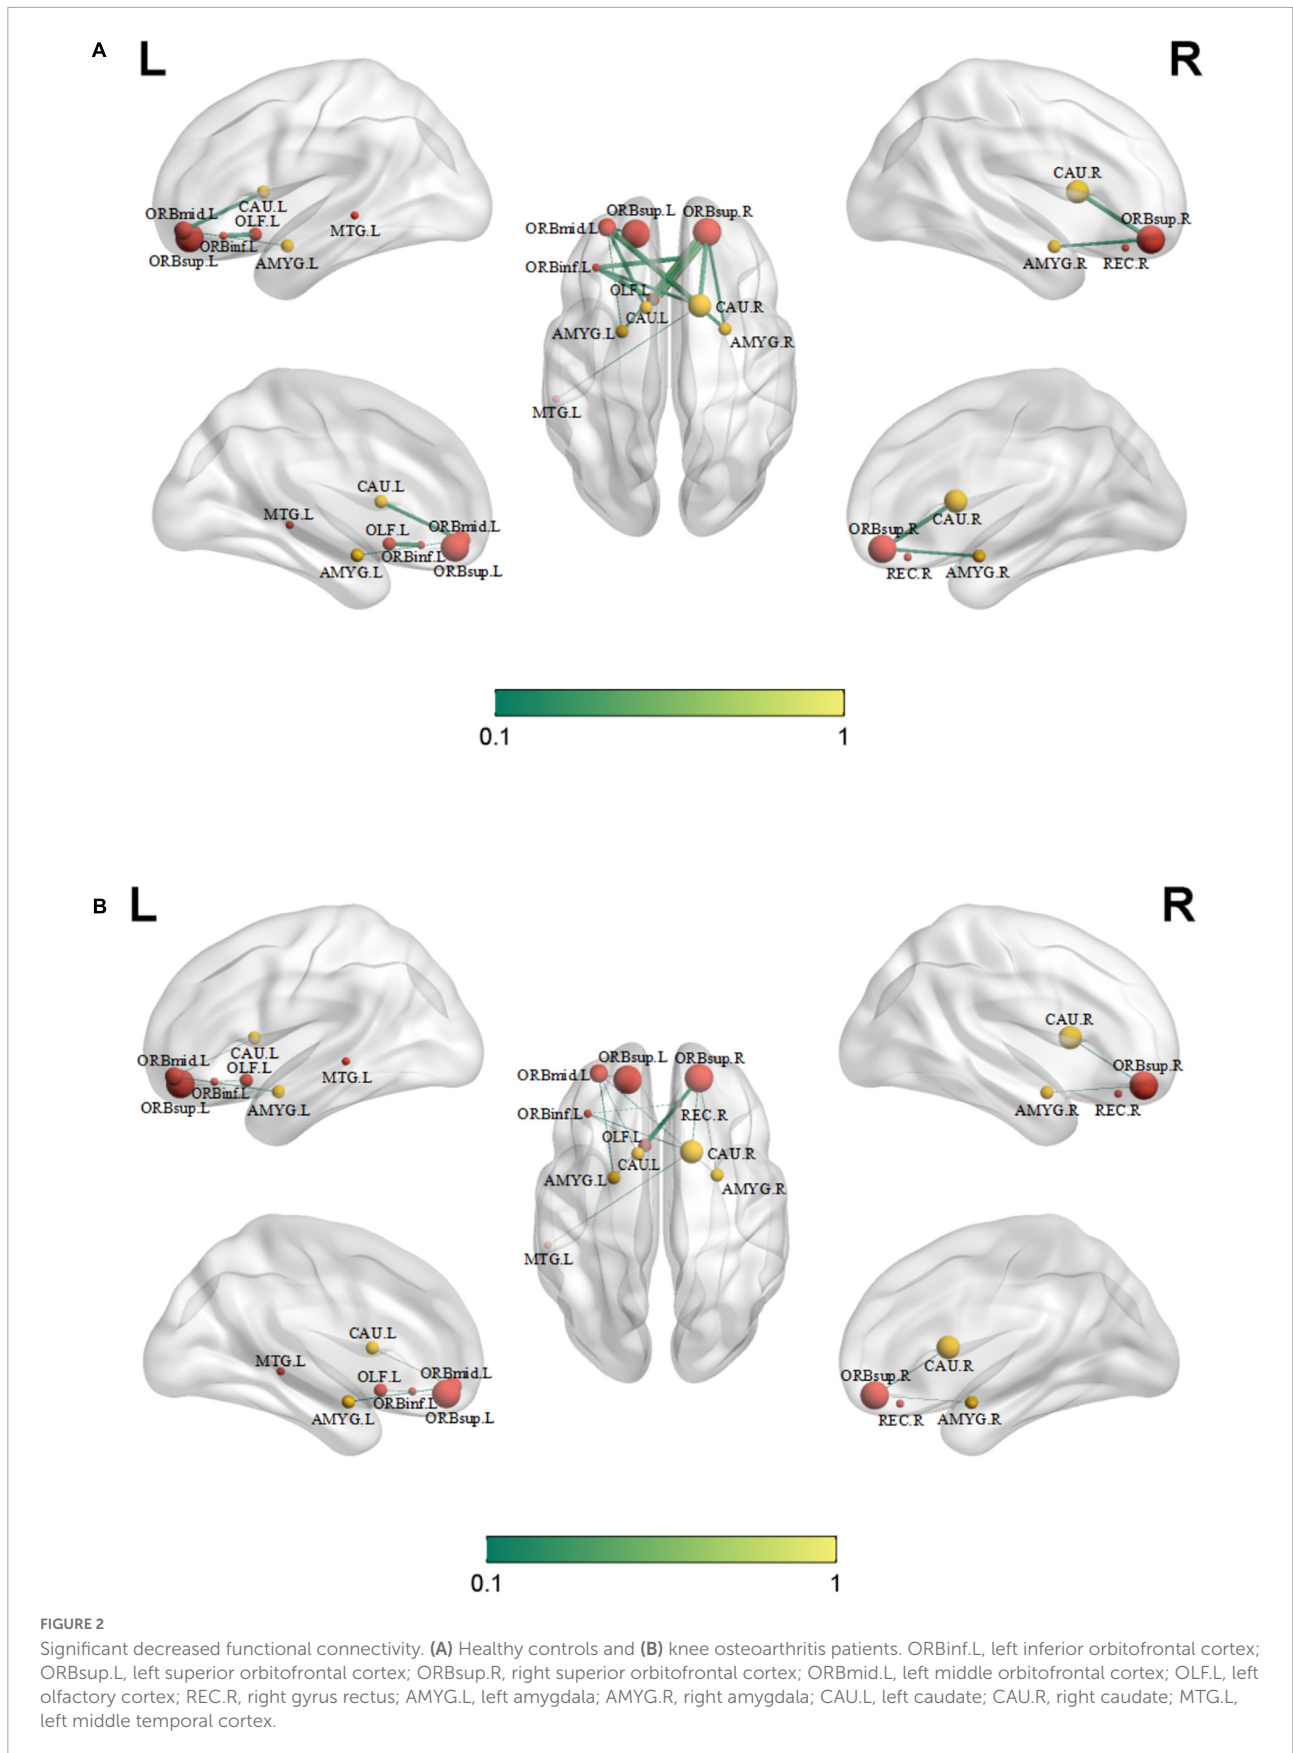 A
L
R
CAU.L
ORBmid.L
OLF.L
ORBinf.L
ORBsup.L
AMYG.L
MTG.L
ORBsup.L
ORBsup.R
ORBmid.L
ORBinf.L
OLF.L
CAU.L
CAU.R
AMYG.L
AMYG.R
MTG.L
CAU.R
ORBsup.R
AMYG.R
REC.R
CAU.L
MTG.L
OLF.L
ORBmid.L
ORBinf.L
AMYG.L
ORBsup.L
ORBsup.R
CAU.R
REC.R
AMYG.R
0.1
1
B
L
R
ORBmid.L
CAU.L
OLF.L
ORBinf.L
ORBsup.L
AMYG.L
MTG.L
ORBsup.L
ORBsup.R
ORBmid.L
ORBinf.L
REC.R
OLF.L
CAU.L
CAU.R
AMYG.L
AMYG.R
MTG.L
CAU.R
ORBsup.R
AMYG.R
REC.R
CAU.L
MTG.L
OLF.L
ORBmid.L
ORBinf.L
AMYG.L
ORBsup.L
CAU.R
ORBsup.R
REC.R
AMYG.R
0.1
1
FIGURE 2
Significant decreased functional connectivity. (A) Healthy controls and (B) knee osteoarthritis patients. ORBinf.L, left inferior orbitofrontal cortex;
ORBsup.L, left superior orbitofrontal cortex; ORBsup.R, right superior orbitofrontal cortex; ORBmid.L, left middle orbitofrontal cortex; OLF.L, left
olfactory cortex; REC.R, right gyrus rectus; AMYG.L, left amygdala; AMYG.R, right amygdala; CAU.L, left caudate; CAU.R, right caudate; MTG.L,
left middle temporal cortex.